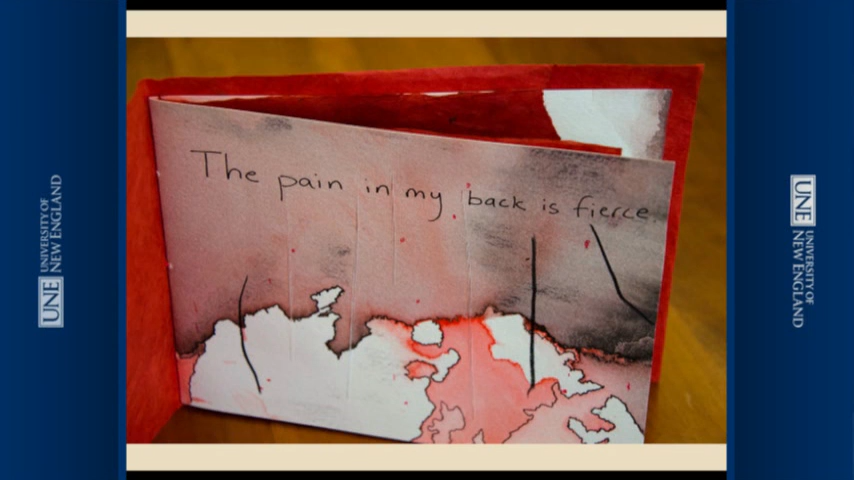 The pain in my back is fierce
UNE UNIVERSITY OF
NEW ENGLAND
UNE UNIVERSITY OF
NEW ENGLAND